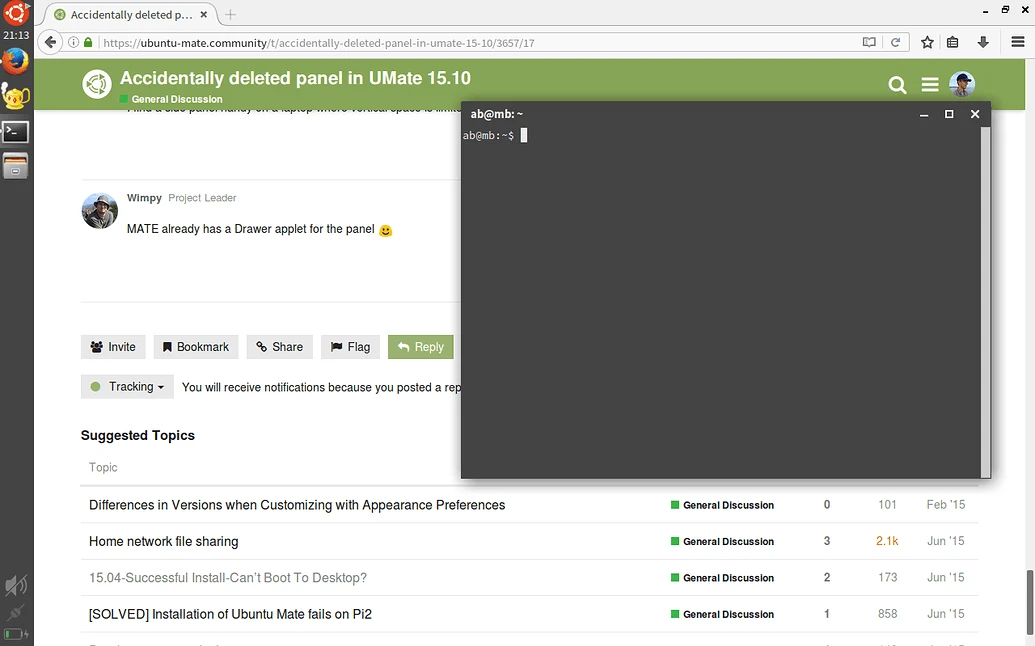 Accidentally deleted p…
21:13
https://ubuntu-mate.community/t/accidentally-deleted-panel-in-umate-15-10/3657/17
Accidentally deleted panel in UMate 15.10
General Discussion
ab@mb: ~
ab@mb:~$
Wimpy Project Leader
MATE already has a Drawer applet for the panel
Invite Bookmark Share Flag Reply
Tracking You will receive notifications because you posted a rep
Suggested Topics
Topic
Differences in Versions when Customizing with Appearance Preferences General Discussion 0 101 Feb '15
Home network file sharing General Discussion 3 2.1k Jun '15
15.04-Successful Install-Can't Boot To Desktop? General Discussion 2 173 Jun '15
[SOLVED] Installation of Ubuntu Mate fails on Pi2 General Discussion 1 858 Jun '15